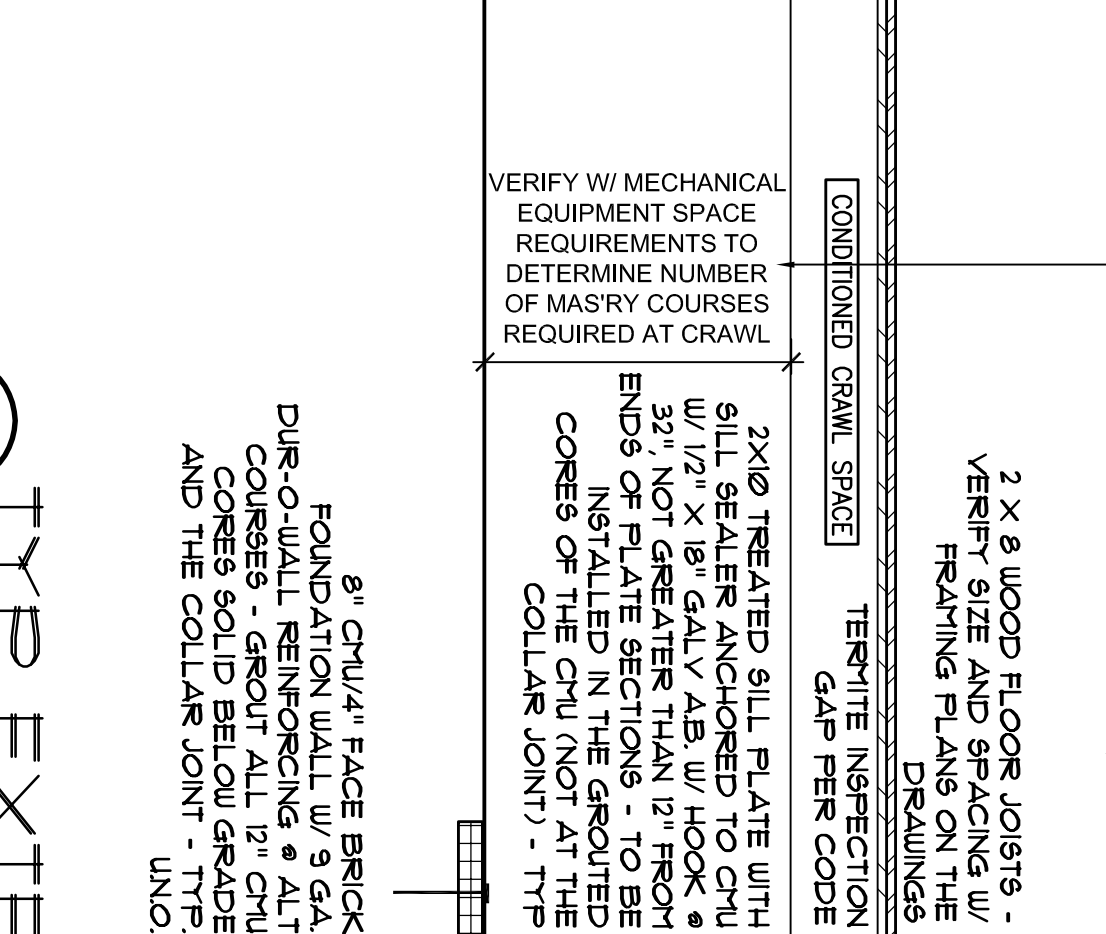 VERIFY W/ MECHANICAL
EQUIPMENT SPACE
REQUIREMENTS TO
DETERMINE NUMBER
OF MAS'RY COURSES
REQUIRED AT CRAWL
CONDITIONED CRAWL SPACE
2 X 8 WOOD FLOOR JOISTS -
VERIFY SIZE AND SPACING W/
FRAMING PLANS ON THE
DRAWINGS
TERMITE INSPECTION
GAP PER CODE
2X10 TREATED SILL PLATE WITH
SILL SEALER ANCHORED TO CMU
W/ 1/2" X 18" GALV A.B. W/ HOOK @
32", NOT GREATER THAN 12" FROM
ENDS OF PLATE SECTIONS - TO BE
INSTALLED IN THE GROUTED
CORES OF THE CMU (NOT AT THE
COLLAR JOINT) - TYP
8" CMU/4" FACE BRICK
FOUNDATION WALL W/ 9 GA.
DUR-O-WALL REINFORCING @ ALT
COURSES - GROUT ALL 12" CMU
CORES SOLID BELOW GRADE
AND THE COLLAR JOINT - TYP.
U.N.O.